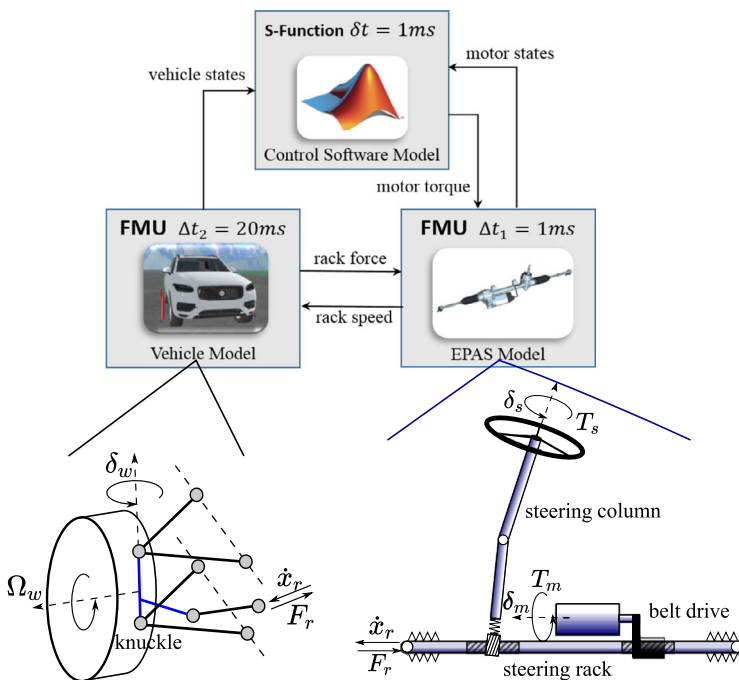 S-Function δt = 1ms
vehicle states
motor states
Control Software Model
motor torque
FMU Δt₂ = 20ms
FMU Δt₁ = 1ms
rack force
rack speed
Vehicle Model
EPAS Model
δₛ
Tₛ
δ_w
steering column
Ω_w
ẋᵣ
Fᵣ
knuckle
Tₘ
δₘ
belt drive
ẋᵣ
Fᵣ
steering rack